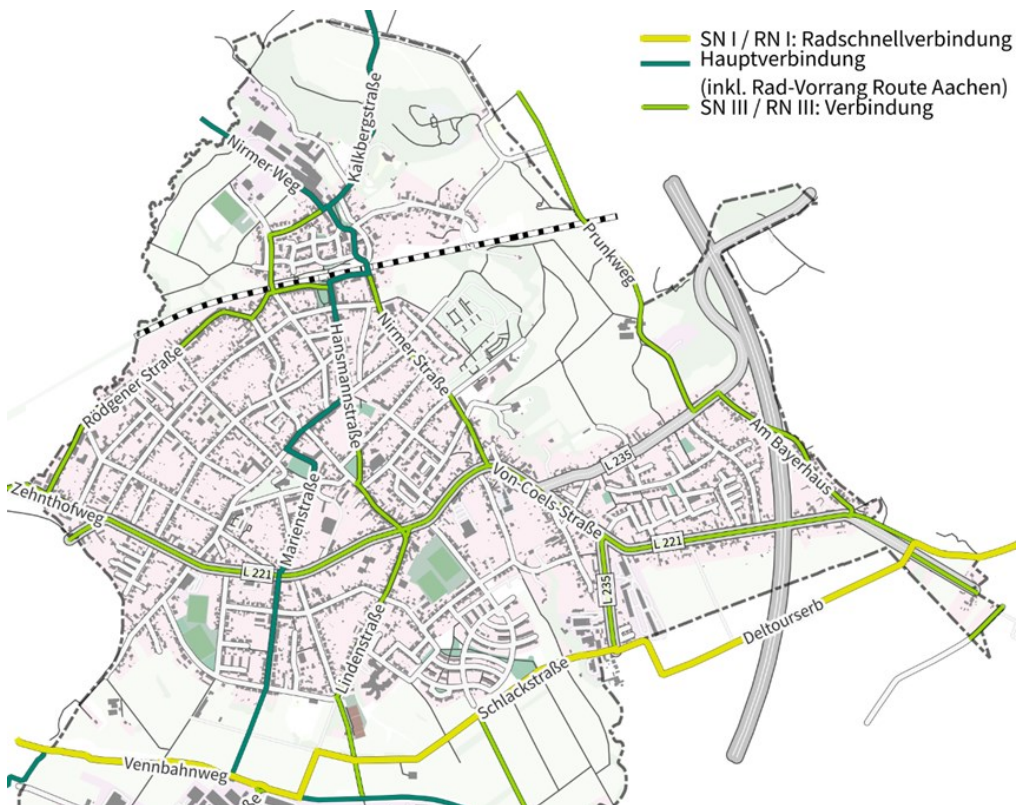 SN I / RN I: Radschnellverbindung
Hauptverbindung
(inkl. Rad-Vorrang Route Aachen)
SN III / RN III: Verbindung
Kalkbergstraße
Nirmer Weg
Prunkweg
Nirmer Straße
Hansmannstraße
Rödgener Straße
Am Bayerhaus
L 235
Von-Coels-Straße
Zehnthofweg
Marienstraße
L 221
L 221
L 235
Deltourserb
Lindenstraße
Schlackstraße
Vennbahnweg